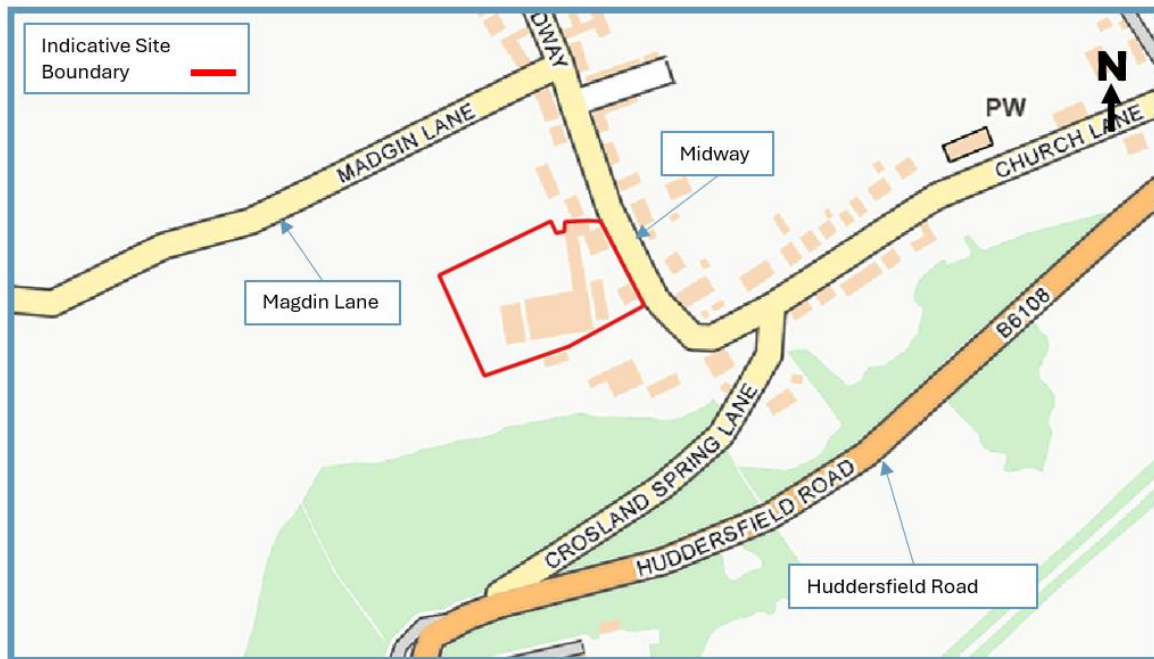 Indicative Site
Boundary
DWAY
N
PW
MADGIN LANE
Midway
CHURCH LANE
Magdin Lane
B6108
CROSLAND SPRING LANE
HUDDERSFIELD ROAD
Huddersfield Road